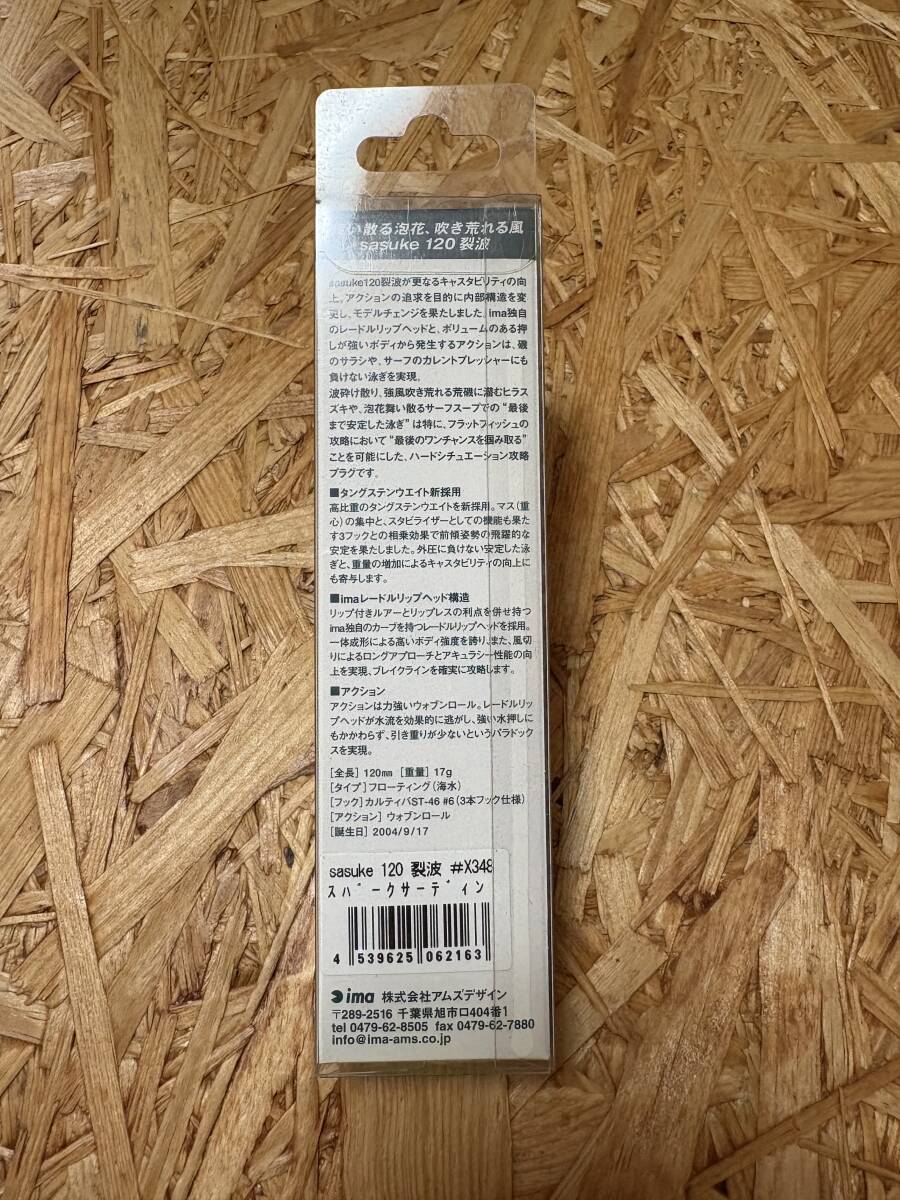 い散る泡花、吹き荒れる風
sasuke 120 裂波
sasuke120裂波が更なるキャスタビリティの向
上、アクションの追求を目的に内部構造を変
更し、モデルチェンジを果たしました。ima独自
のレードルリップヘッドと、ボリュームのある押
しが強いボディから発生するアクションは、磯
のサラシや、サーフのカレントプレッシャーにも
負けない泳ぎを実現。
波砕け散り、強風吹き荒れる荒磯に潜むヒラス
ズキや、泡花舞い散るサーフスープでの“最後
まで安定した泳ぎ”は特に、フラットフィッシュの
攻略において“最後のワンチャンスを掴み取る”
ことを可能にした、ハードシチュエーション攻略
プラグです。
■タングステンウエイト新採用
高比重のタングステンウエイトを新採用。マス(重
心)の集中と、スタビライザーとしての機能も果た
す3フックとの相乗効果で前傾姿勢の飛躍的な
安定を果たしました。外圧に負けない安定した泳
ぎと、重量の増加によるキャスタビリティの向上に
も寄与します。
■imaレードルリップヘッド構造
リップ付きルアーとリップレスの利点を併せ持つ
ima独自のカーブを持つレードルリップヘッドを採用。
一体成形による高いボディ強度を誇り、また、風切
りによるロングアプローチとアキュラシー性能の向
上を実現、ブレイクラインを確実に攻略します。
■アクション
アクションは力強いウォブンロール。レードルリッ
プヘッドが水流を効果的に逃がし、強い水押しに
もかかわらず、引き重りが少ないというパラドック
スを実現。
[全長] 120mm [重量] 17g
[タイプ] フローティング(海水)
[フック] カルティバST-46 #6(3本フック仕様)
[アクション] ウォブンロール
[誕生日] 2004/9/17
sasuke 120 裂波 #X348
スパークサーディン
4 539625 062163
ima 株式会社アムズデザイン
〒289-2516 千葉県旭市ロ404番1
tel 0479-62-8505 fax 0479-62-7880
info@ima-ams.co.jp